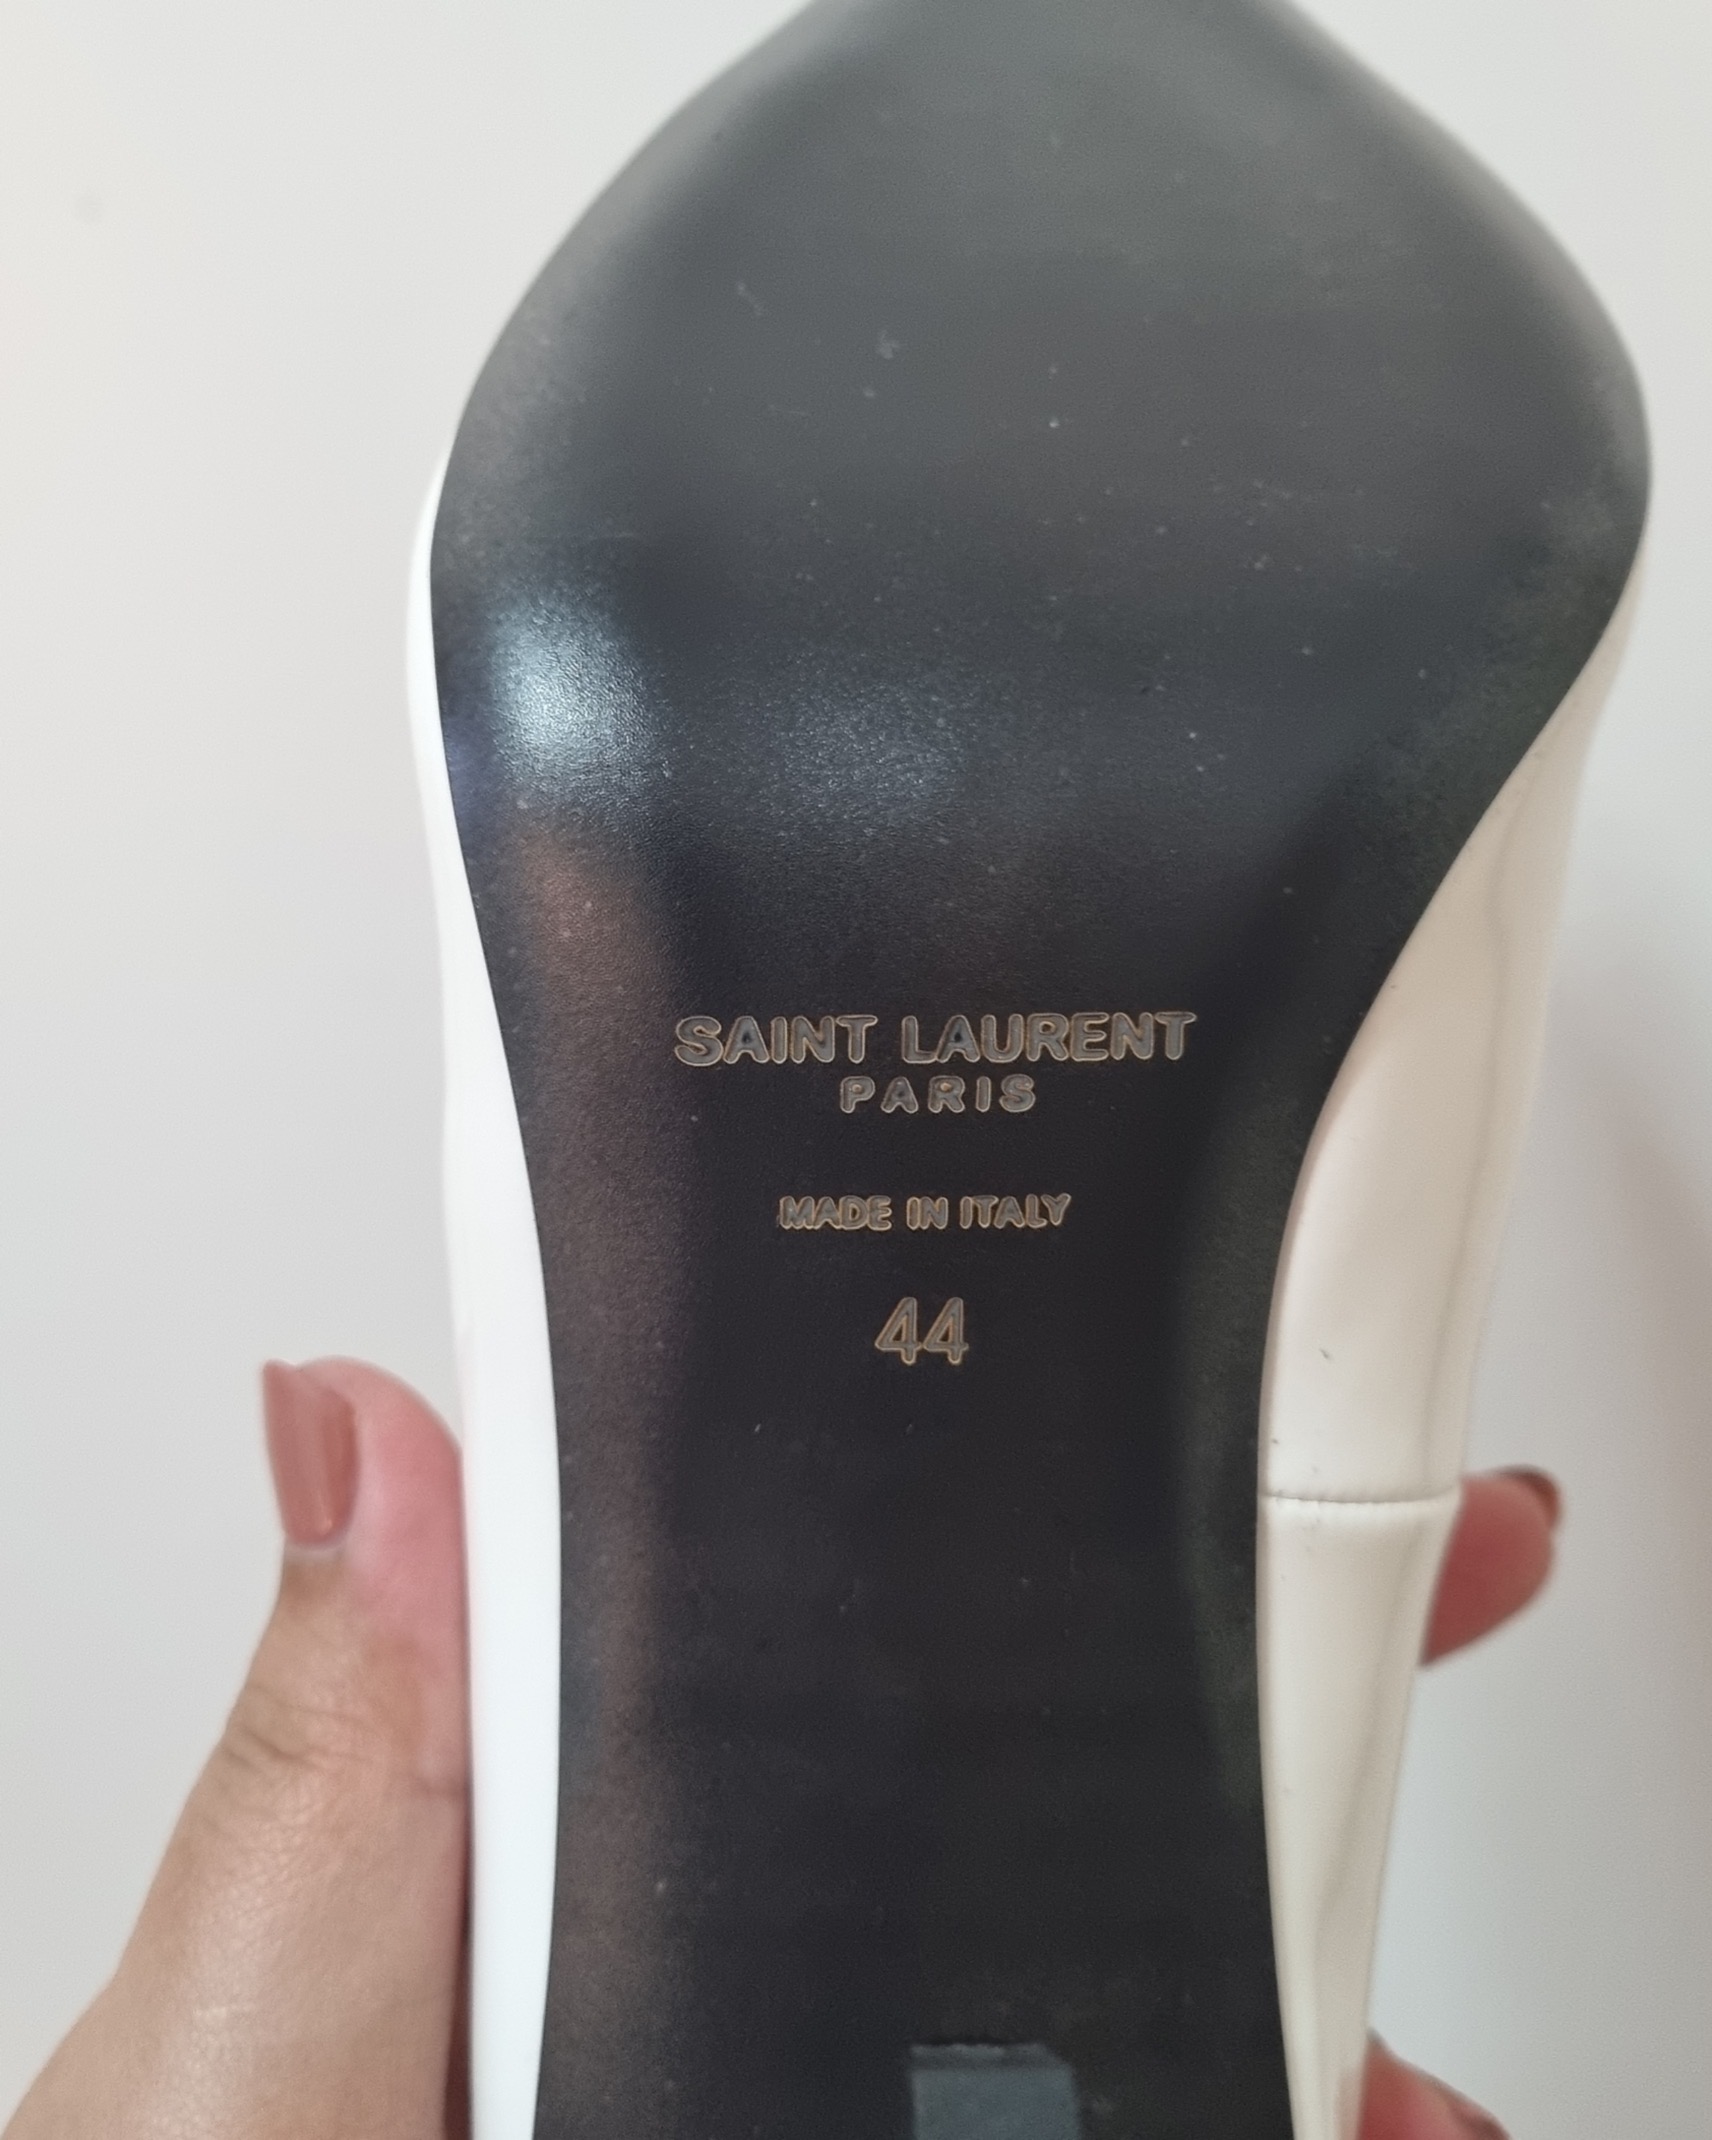 SAINT LAURENT
PARIS
MADE IN ITALY
44